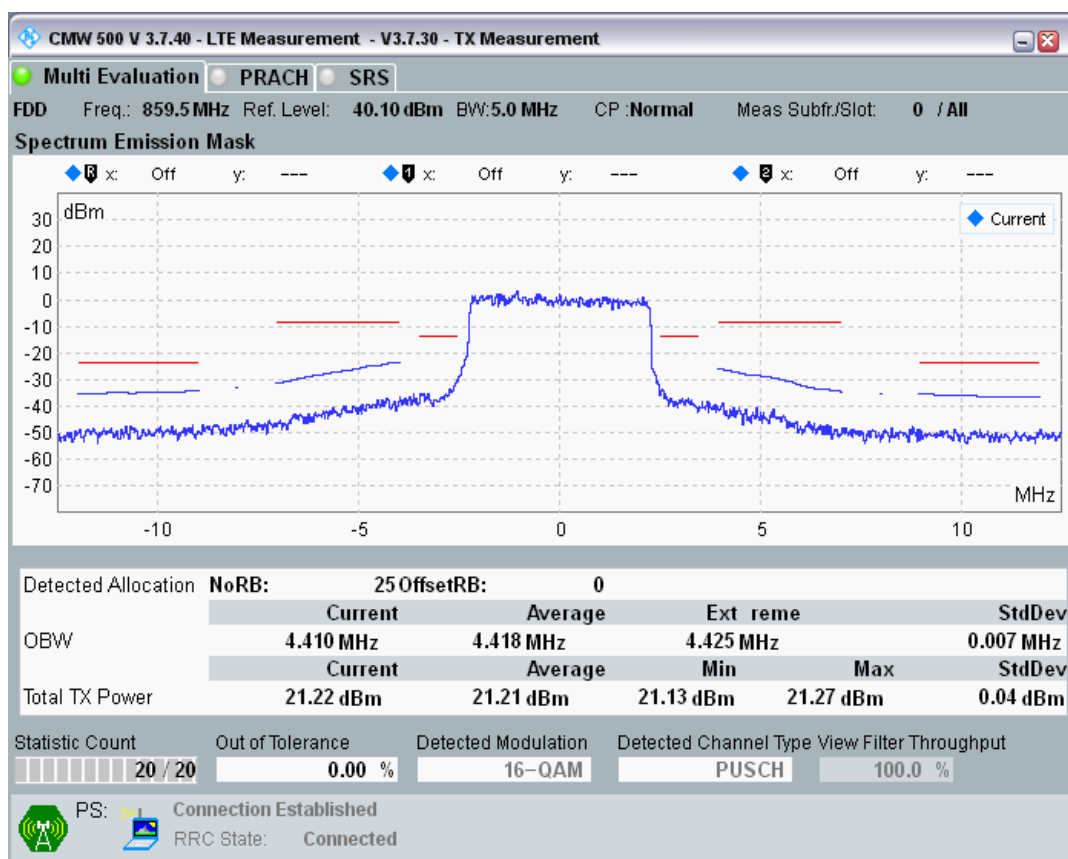 CMW 500 V 3.7.40 - LTE Measurement - V3.7.30 - TX Measurement
Multi Evaluation PRACH SRS
FDD Freq.: 859.5 MHz Ref. Level: 40.10 dBm BW:5.0 MHz CP :Normal Meas Subfr./Slot: 0 / All
Spectrum Emission Mask
R x: Off y: --- 1 x: Off y: --- 2 x: Off y: ---
dBm
Current
30
20
10
0
-10
-20
-30
-40
-50
-60
-70
MHz
-10 -5 0 5 10
Detected Allocation NoRB: 25 OffsetRB: 0
Current Average Ext reme StdDev
OBW 4.410 MHz 4.418 MHz 4.425 MHz 0.007 MHz
Current Average Min Max StdDev
Total TX Power 21.22 dBm 21.21 dBm 21.13 dBm 21.27 dBm 0.04 dBm
Statistic Count Out of Tolerance Detected Modulation Detected Channel Type View Filter Throughput
20 / 20 0.00 % 16-QAM PUSCH 100.0 %
PS: Connection Established
RRC State: Connected